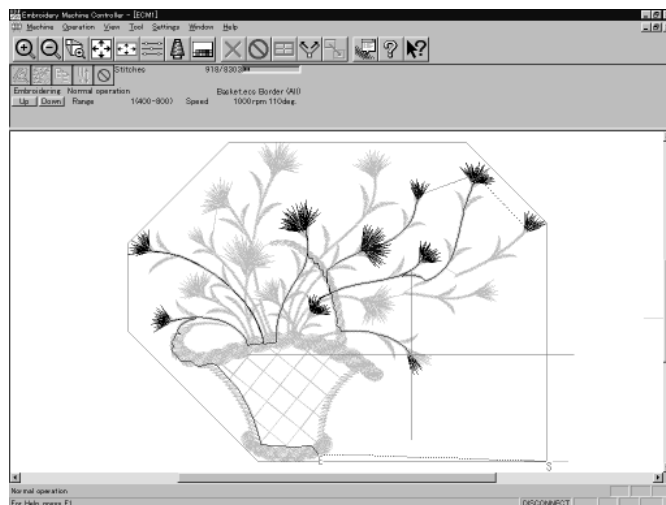 Embroidery Machine Controller - [ECM1]
Machine Operation View Tool Settings Window Help
Stitches 918/8303
Embroidering Normal operation Basket.ecs Border (All)
Up Down Range 1(400-800) Speed 1000rpm 110deg.
E
S
Normal operation
For Help, press F1 DISCONNECT